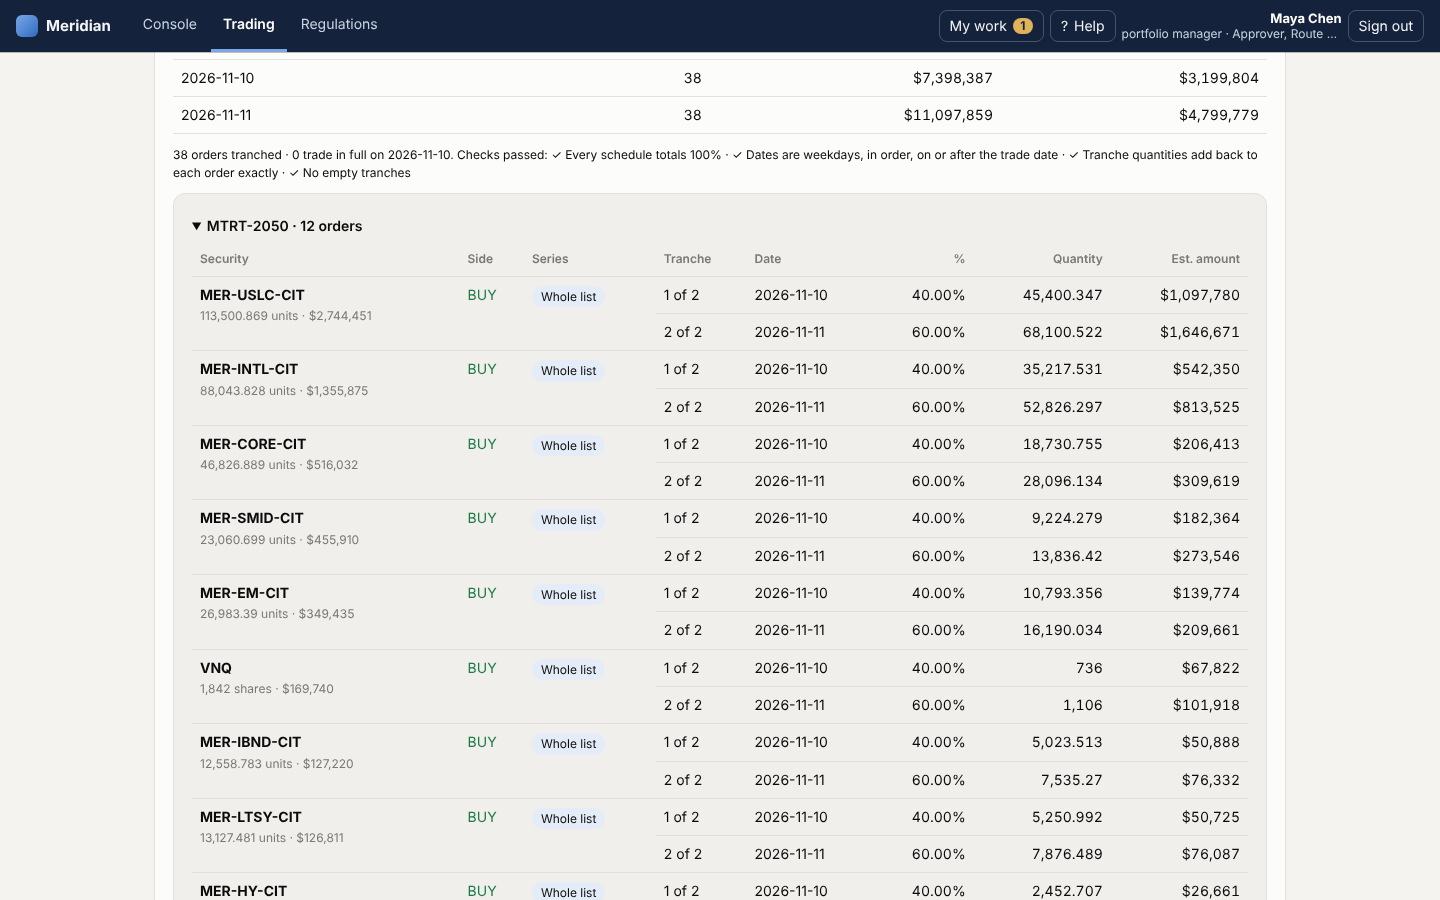 Meridian Console Trading Regulations My work 1 ? Help Maya Chen Sign out
portfolio manager · Approver, Route ...
2026-11-10 38 $7,398,387 $3,199,804
2026-11-11 38 $11,097,859 $4,799,779
38 orders tranched · 0 trade in full on 2026-11-10. Checks passed: ✓ Every schedule totals 100% · ✓ Dates are weekdays, in order, on or after the trade date · ✓ Tranche quantities add back to
each order exactly · ✓ No empty tranches
▼ MTRT-2050 · 12 orders
Security Side Series Tranche Date % Quantity Est. amount
MER-USLC-CIT BUY Whole list 1 of 2 2026-11-10 40.00% 45,400.347 $1,097,780
113,500.869 units · $2,744,451
2 of 2 2026-11-11 60.00% 68,100.522 $1,646,671
MER-INTL-CIT BUY Whole list 1 of 2 2026-11-10 40.00% 35,217.531 $542,350
88,043.828 units · $1,355,875
2 of 2 2026-11-11 60.00% 52,826.297 $813,525
MER-CORE-CIT BUY Whole list 1 of 2 2026-11-10 40.00% 18,730.755 $206,413
46,826.889 units · $516,032
2 of 2 2026-11-11 60.00% 28,096.134 $309,619
MER-SMID-CIT BUY Whole list 1 of 2 2026-11-10 40.00% 9,224.279 $182,364
23,060.699 units · $455,910
2 of 2 2026-11-11 60.00% 13,836.42 $273,546
MER-EM-CIT BUY Whole list 1 of 2 2026-11-10 40.00% 10,793.356 $139,774
26,983.39 units · $349,435
2 of 2 2026-11-11 60.00% 16,190.034 $209,661
VNQ BUY Whole list 1 of 2 2026-11-10 40.00% 736 $67,822
1,842 shares · $169,740
2 of 2 2026-11-11 60.00% 1,106 $101,918
MER-IBND-CIT BUY Whole list 1 of 2 2026-11-10 40.00% 5,023.513 $50,888
12,558.783 units · $127,220
2 of 2 2026-11-11 60.00% 7,535.27 $76,332
MER-LTSY-CIT BUY Whole list 1 of 2 2026-11-10 40.00% 5,250.992 $50,725
13,127.481 units · $126,811
2 of 2 2026-11-11 60.00% 7,876.489 $76,087
MER-HY-CIT BUY Whole list 1 of 2 2026-11-10 40.00% 2,452.707 $26,661